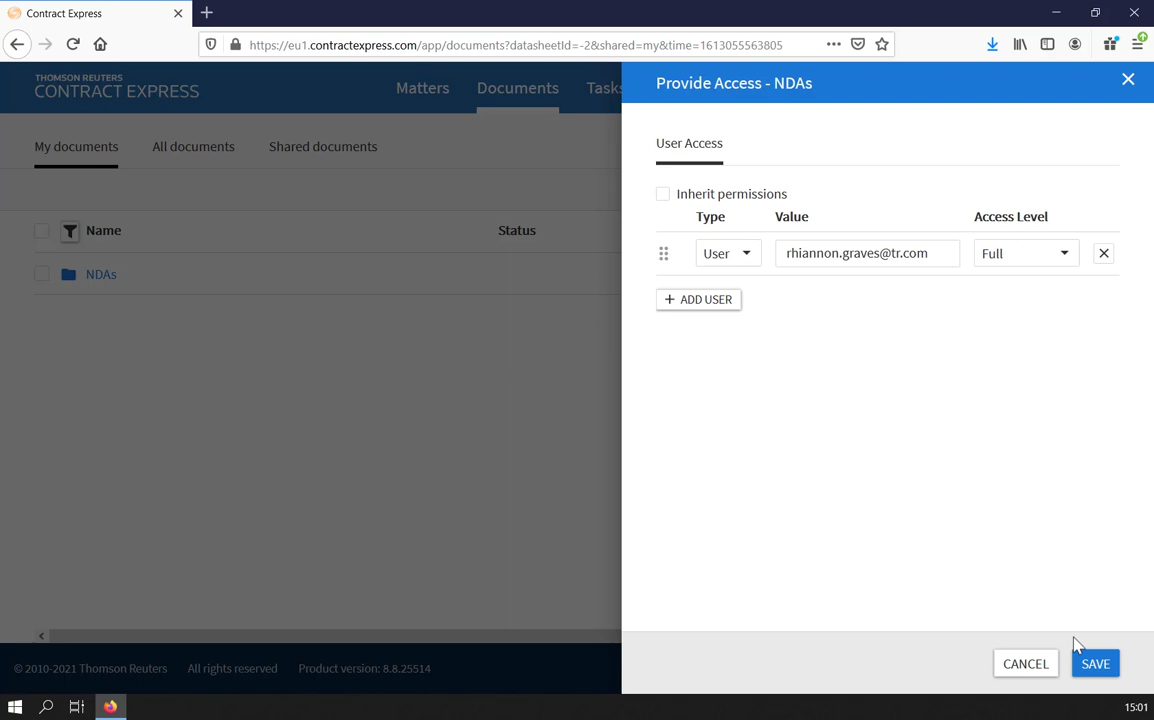 Contract Express
https://eu1.contractexpress.com/app/documents?datasheetId=-2&shared=my&time=1613055563805
THOMSON REUTERS
CONTRACT EXPRESS
Matters
Documents
Tasks
Provide Access - NDAs
My documents
All documents
Shared documents
User Access
Inherit permissions
Type
Value
Access Level
Name
Status
User
rhiannon.graves@tr.com
Full
NDAs
+ ADD USER
© 2010-2021 Thomson Reuters
All rights reserved
Product version: 8.8.25514
CANCEL
SAVE
15:01